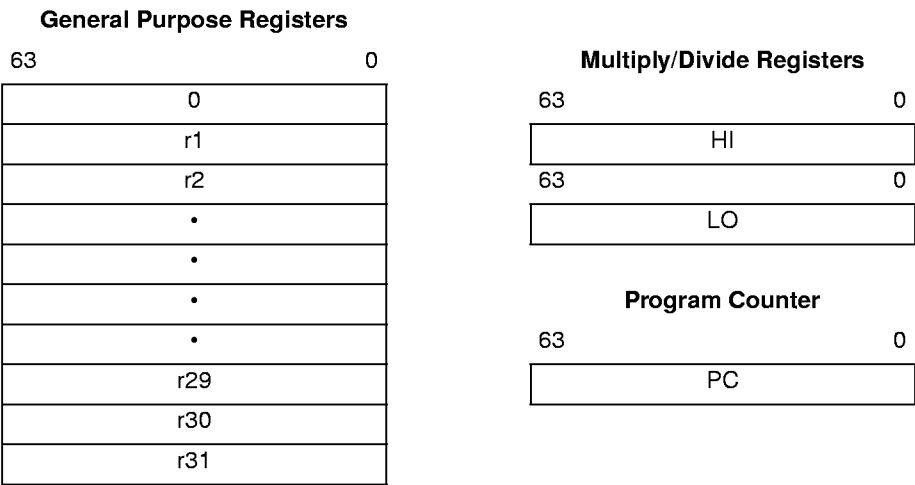 General Purpose Registers
63 0
0
r1
r2
•
•
•
•
r29
r30
r31
Multiply/Divide Registers
63 0
HI
63 0
LO
Program Counter
63 0
PC